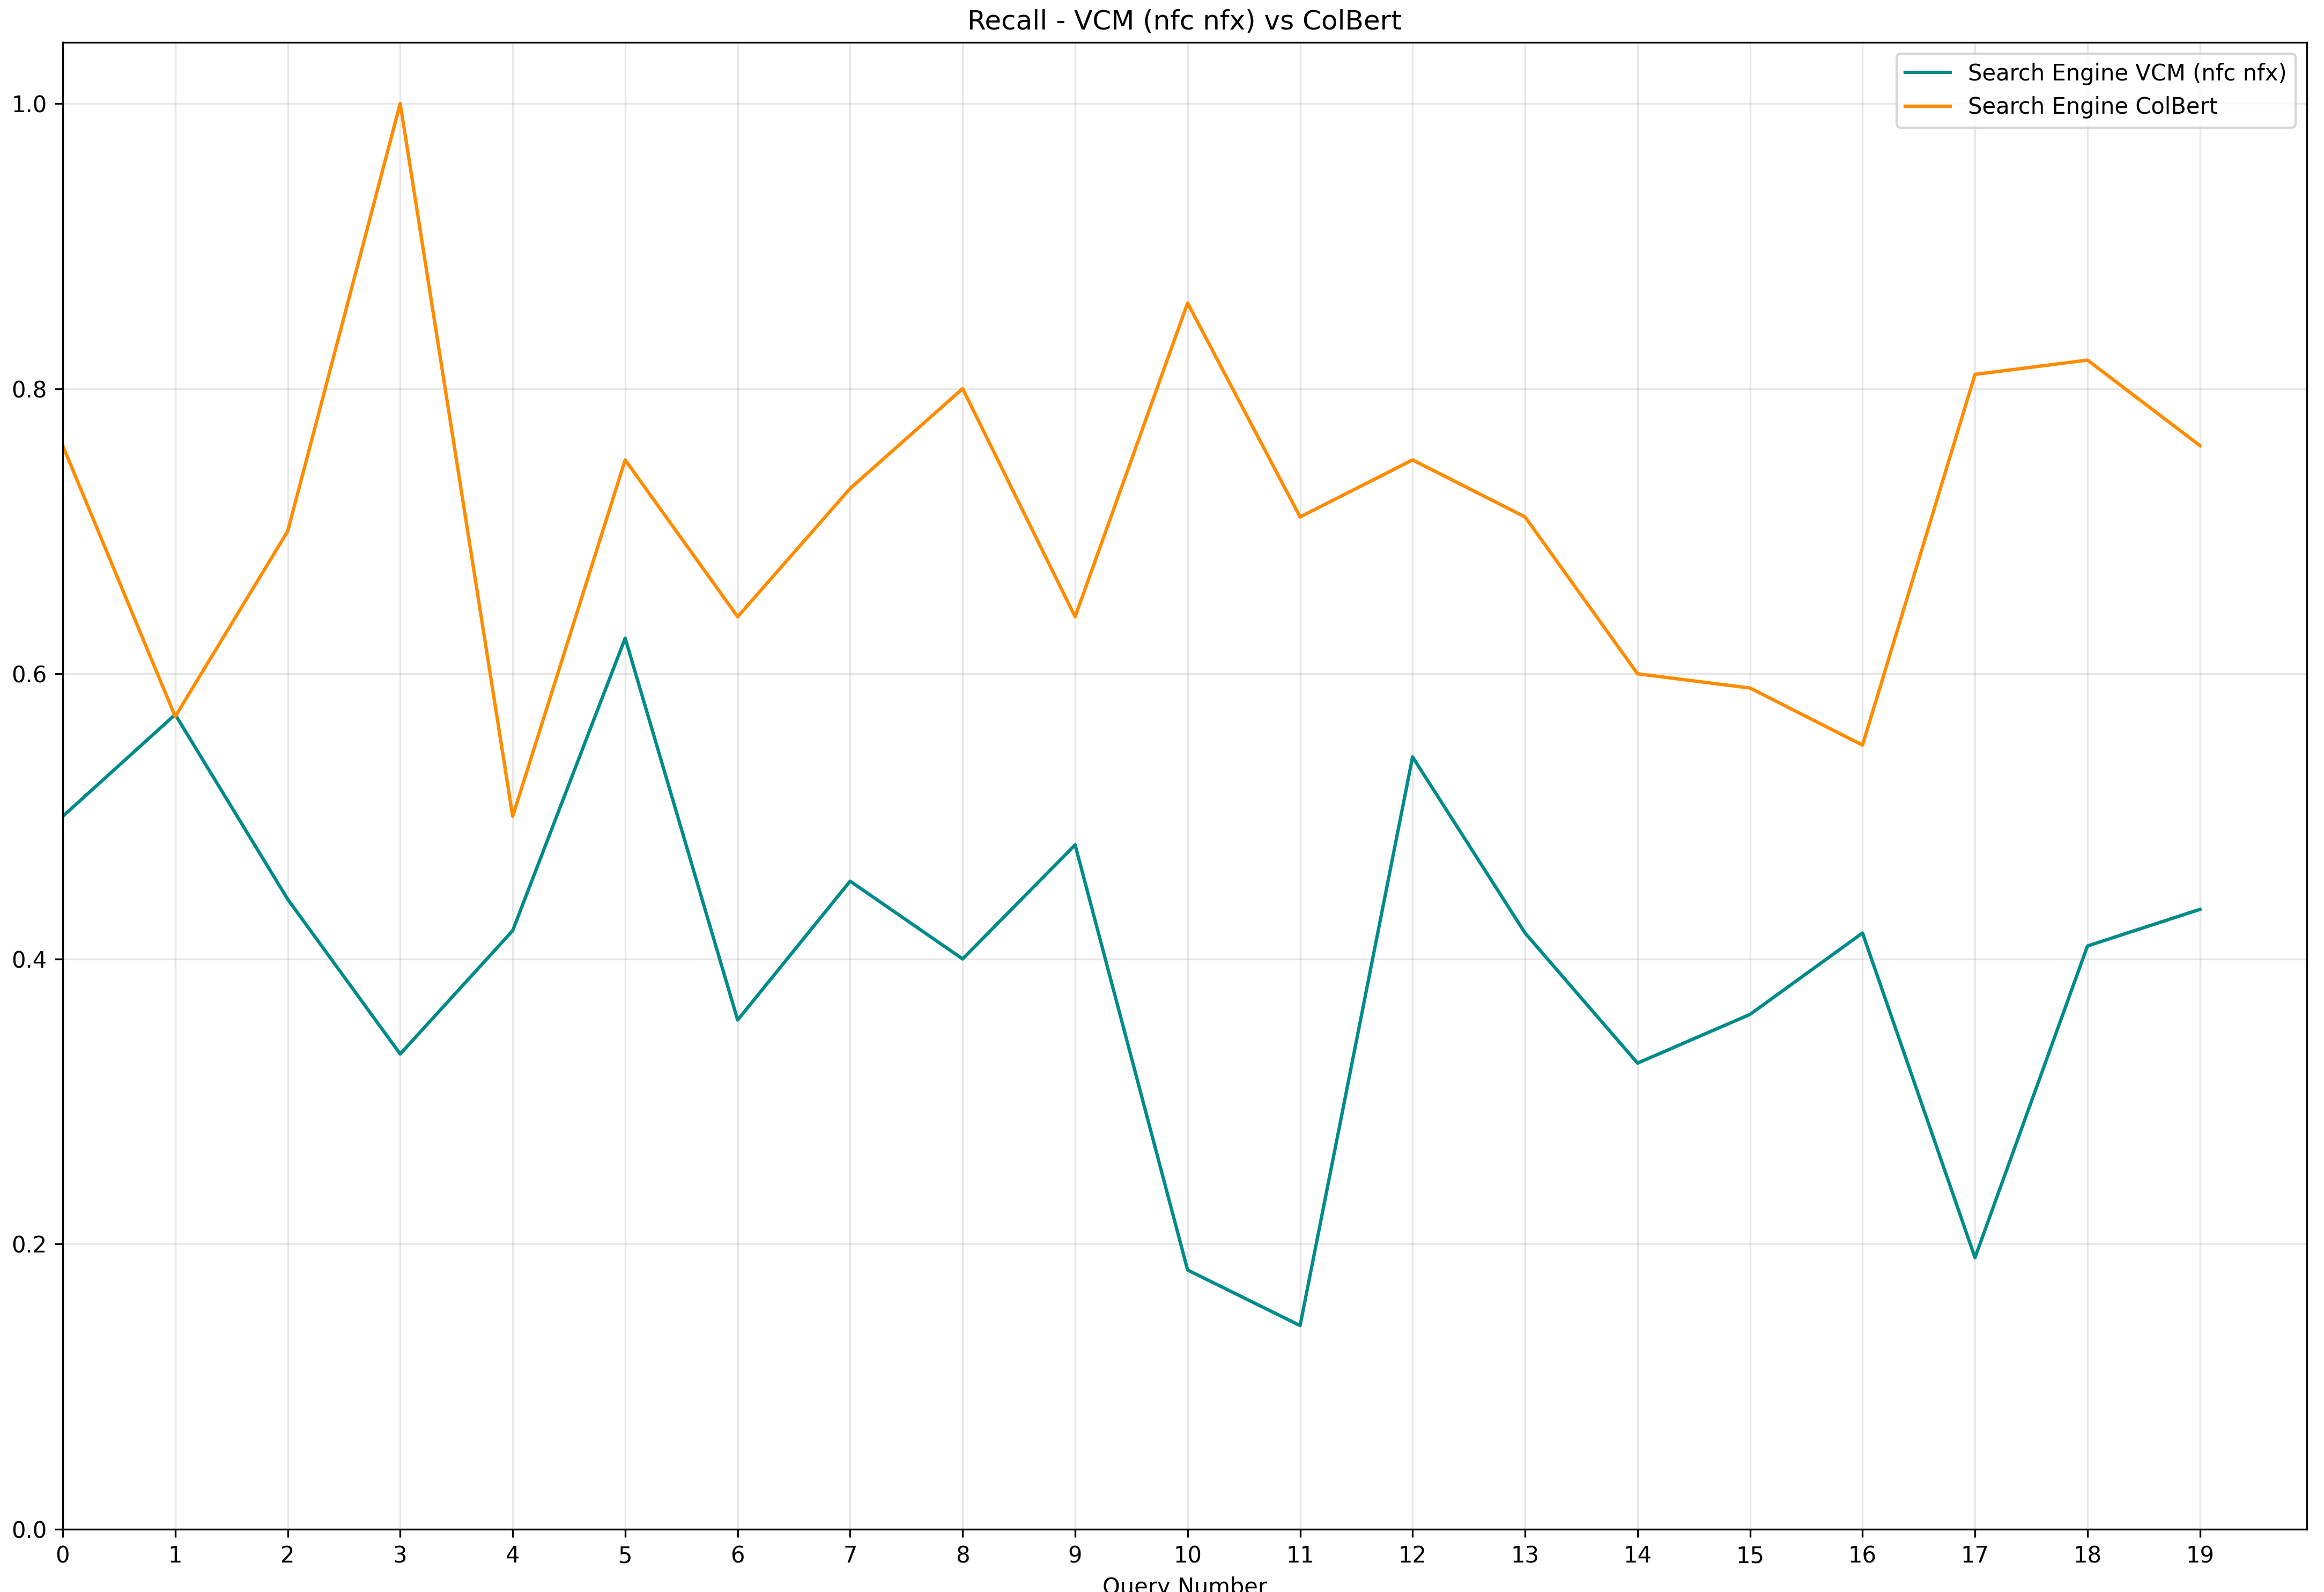 Recall - VCM (nfc nfx) vs ColBert
Search Engine VCM (nfc nfx)
Search Engine ColBert
1.0
0.8
0.6
0.4
0.2
0.0
0 1 2 3 4 5 6 7 8 9 10 11 12 13 14 15 16 17 18 19
Query Number